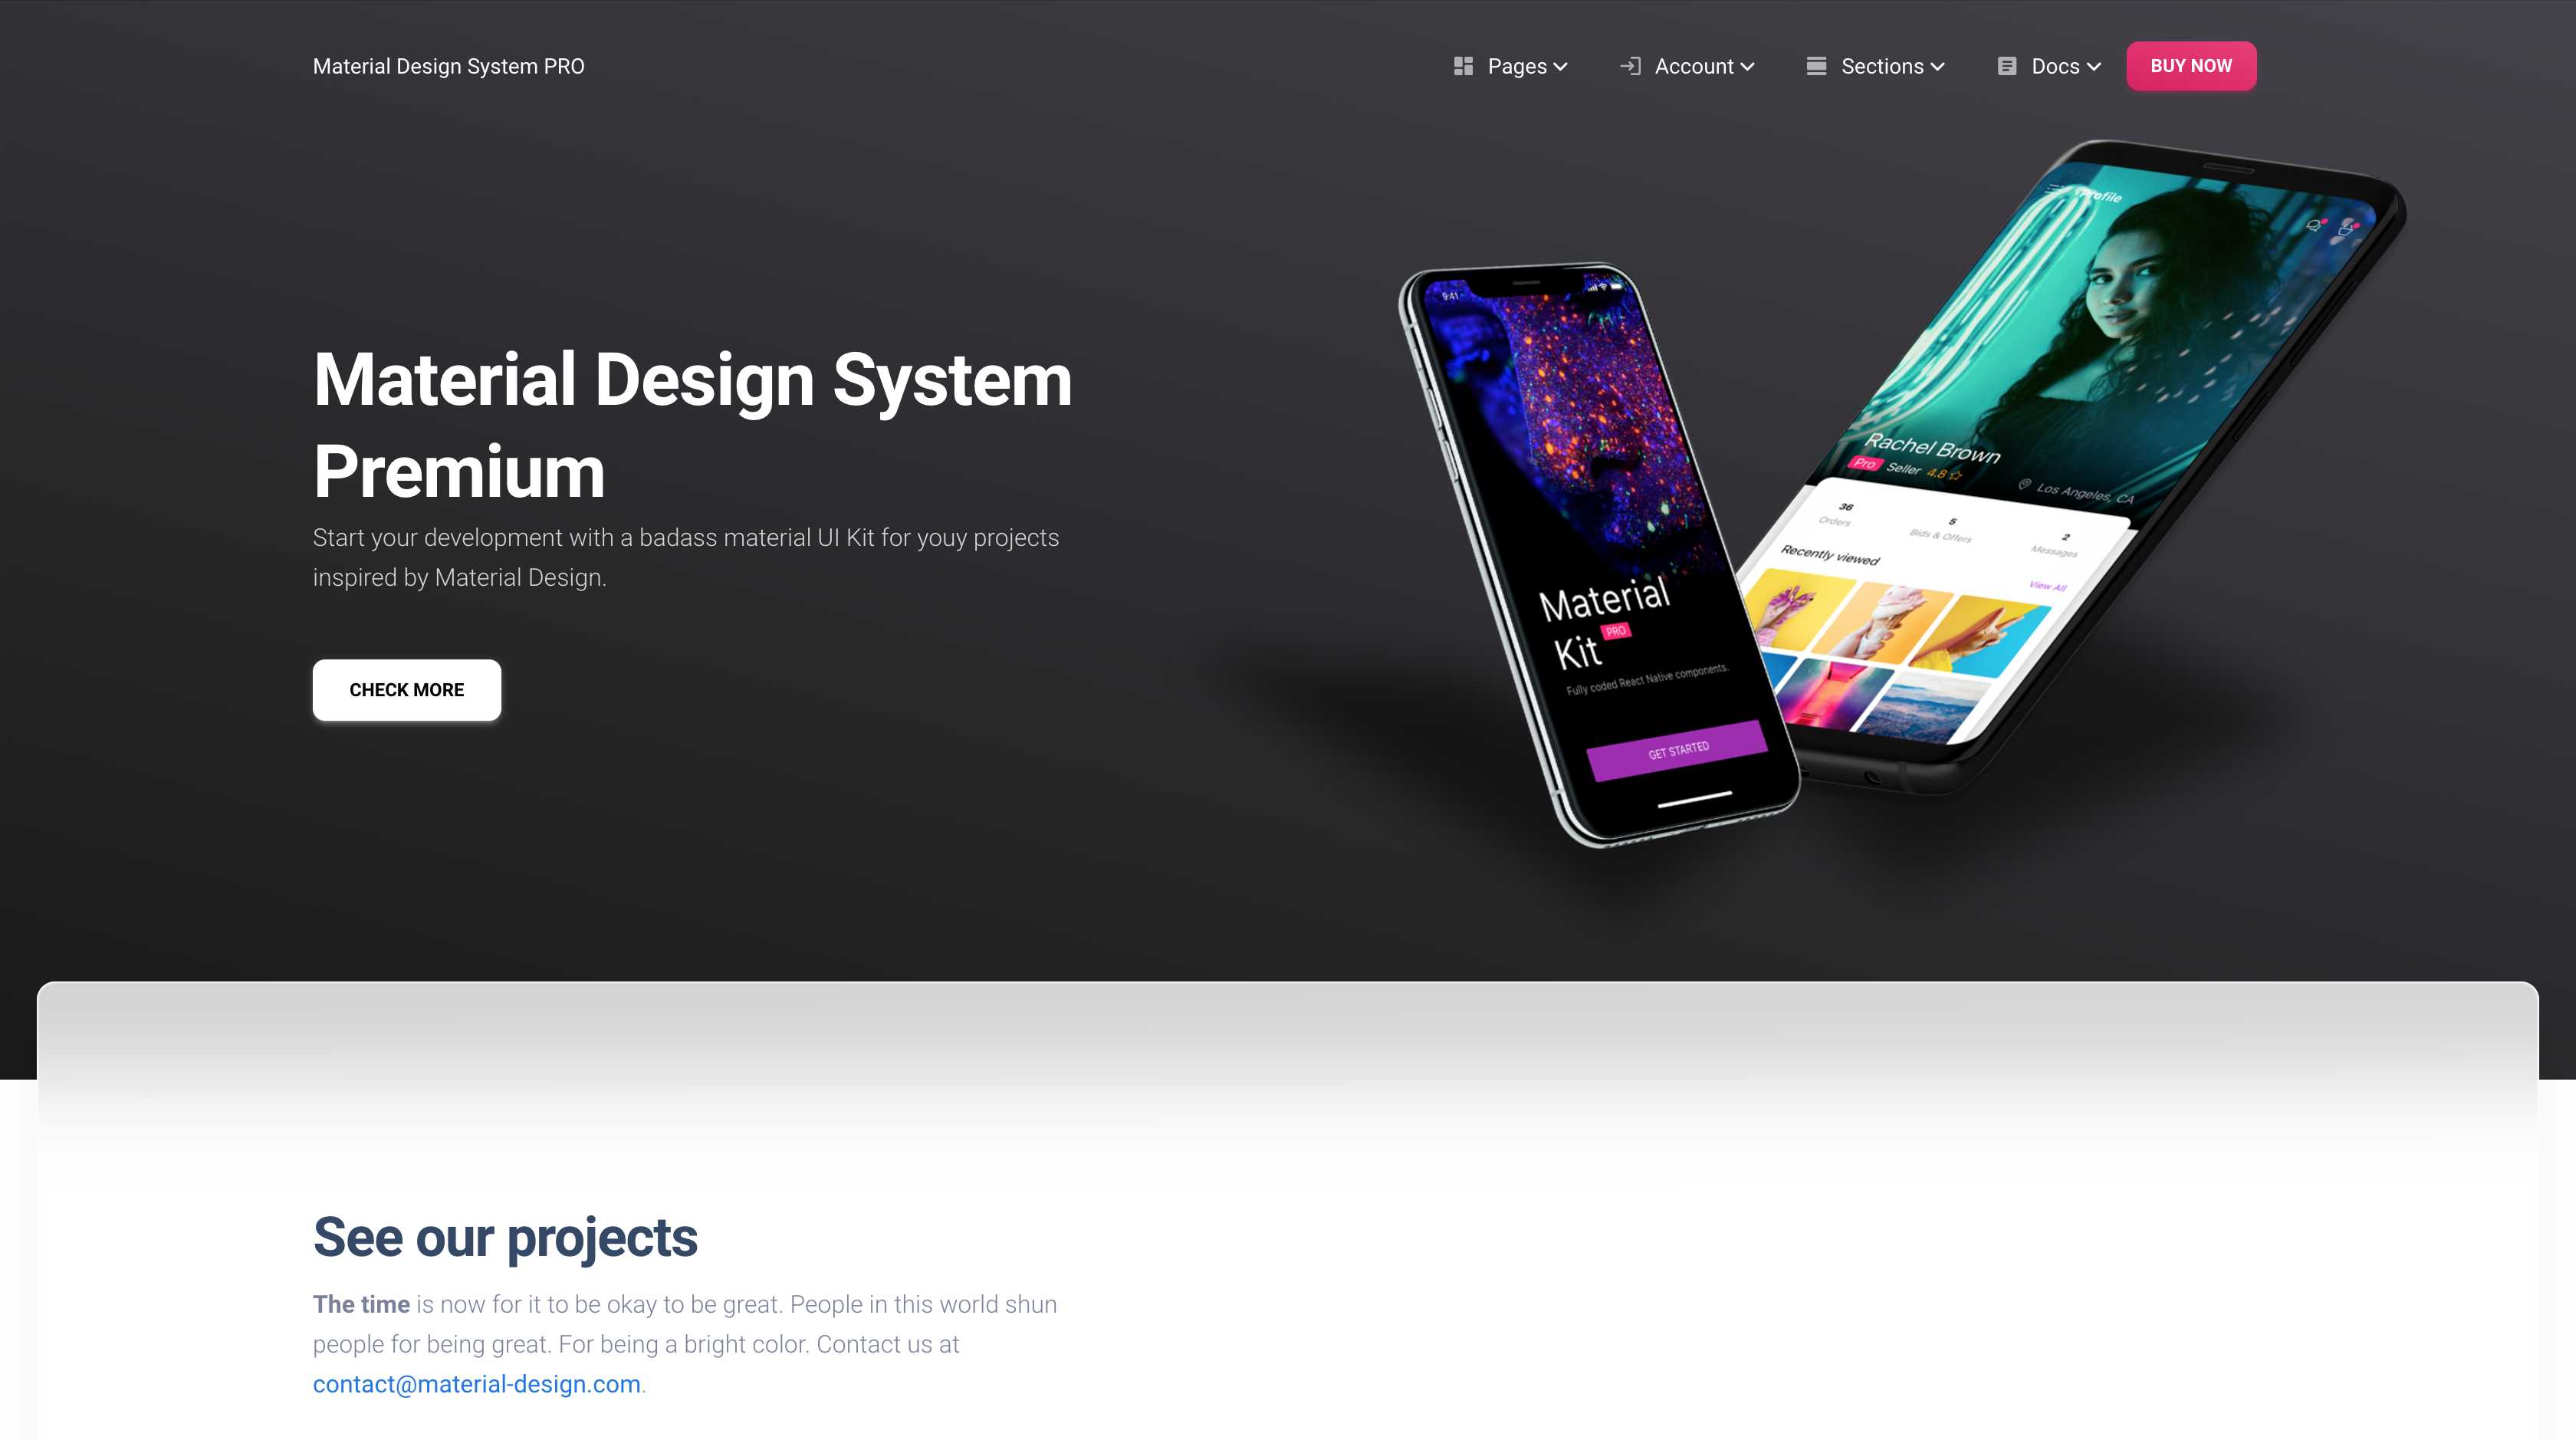 Material Design System PRO
Pages
Account
Sections
Docs
BUY NOW
Material Design System
Premium
Start your development with a badass material UI Kit for youy projects
inspired by Material Design.
CHECK MORE
9:41
Material
Kit PRO
Fully coded React Native components.
GET STARTED
Profile
Rachel Brown
Pro Seller 4.8
Los Angeles, CA
36 5 2
Orders Bids & Offers Messages
Recently viewed View All
See our projects
The time is now for it to be okay to be great. People in this world shun
people for being great. For being a bright color. Contact us at
contact@material-design.com.